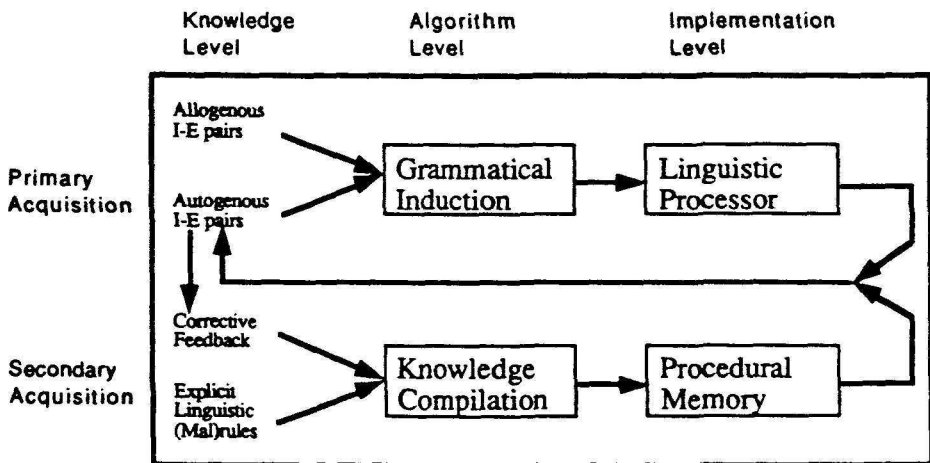 Knowledge
Level
Algorithm
Level
Implementation
Level
Primary
Acquisition
Allogenous
I-E pairs
Autogenous
I-E pairs
Grammatical
Induction
Linguistic
Processor
Secondary
Acquisition
Corrective
Feedback
Explicit
Linguistic
(Mal)rules
Knowledge
Compilation
Procedural
Memory